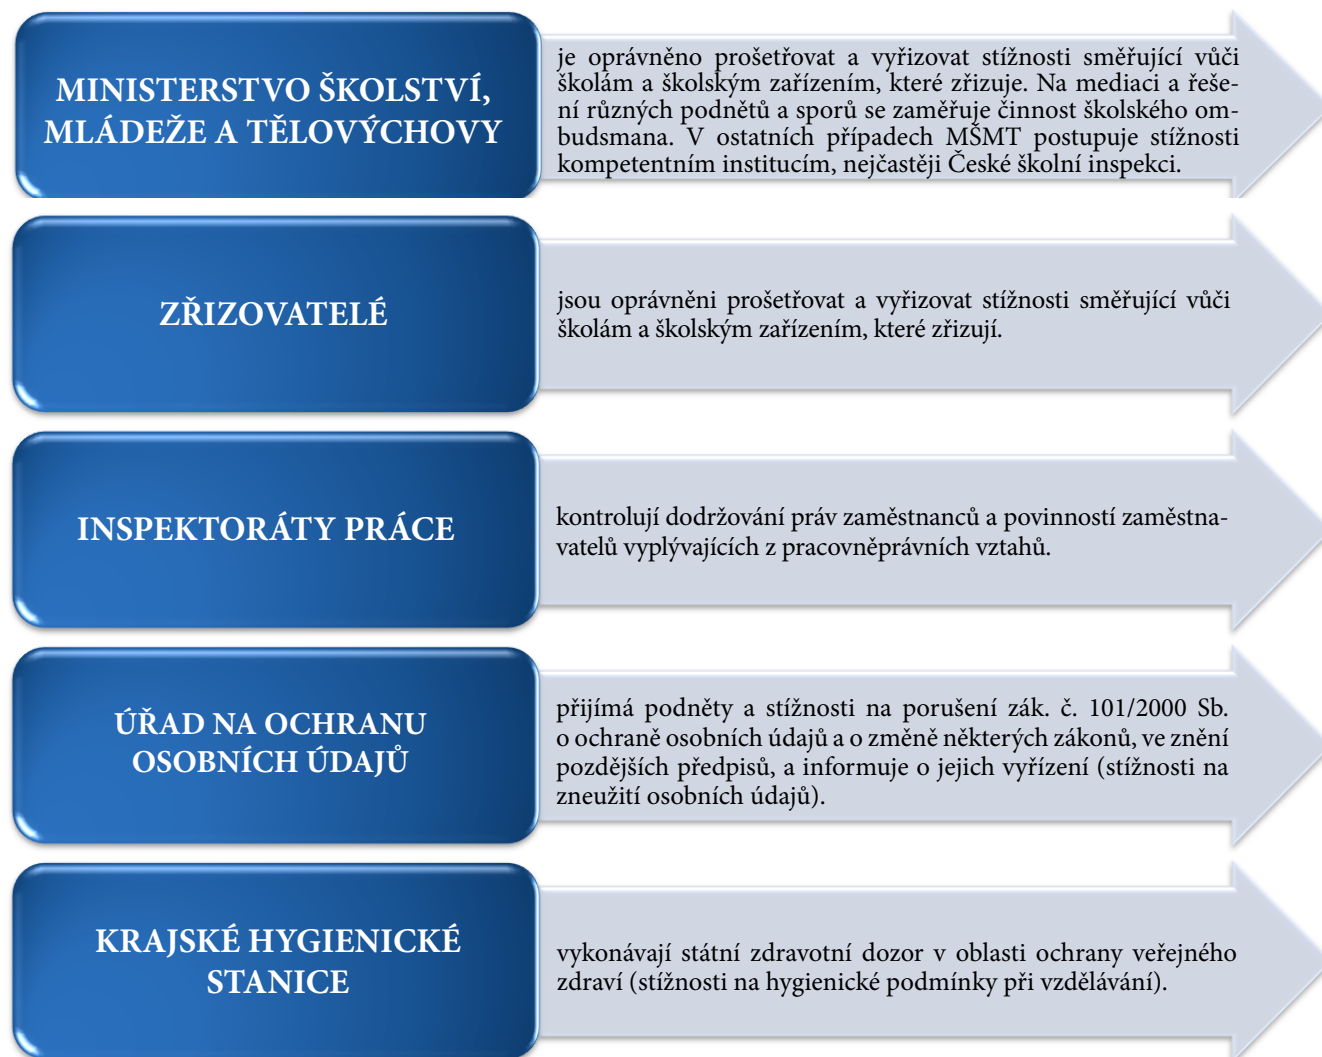 MINISTERSTVO ŠKOLSTVÍ,
MLÁDEŽE A TĚLOVÝCHOVY
je oprávněno prošetřovat a vyřizovat stížnosti směřující vůči
školám a školským zařízením, které zřizuje. Na mediaci a řeše-
ní různých podnětů a sporů se zaměřuje činnost školského om-
budsmana. V ostatních případech MŠMT postupuje stížnosti
kompetentním institucím, nejčastěji České školní inspekci.
ZŘIZOVATELÉ
jsou oprávněni prošetřovat a vyřizovat stížnosti směřující vůči
školám a školským zařízením, které zřizují.
INSPEKTORÁTY PRÁCE
kontrolují dodržování práv zaměstnanců a povinností zaměstna-
vatelů vyplývajících z pracovněprávních vztahů.
ÚŘAD NA OCHRANU
OSOBNÍCH ÚDAJŮ
přijímá podněty a stížnosti na porušení zák. č. 101/2000 Sb.
o ochraně osobních údajů a o změně některých zákonů, ve znění
pozdějších předpisů, a informuje o jejich vyřízení (stížnosti na
zneužití osobních údajů).
KRAJSKÉ HYGIENICKÉ
STANICE
vykonávají státní zdravotní dozor v oblasti ochrany veřejného
zdraví (stížnosti na hygienické podmínky při vzdělávání).